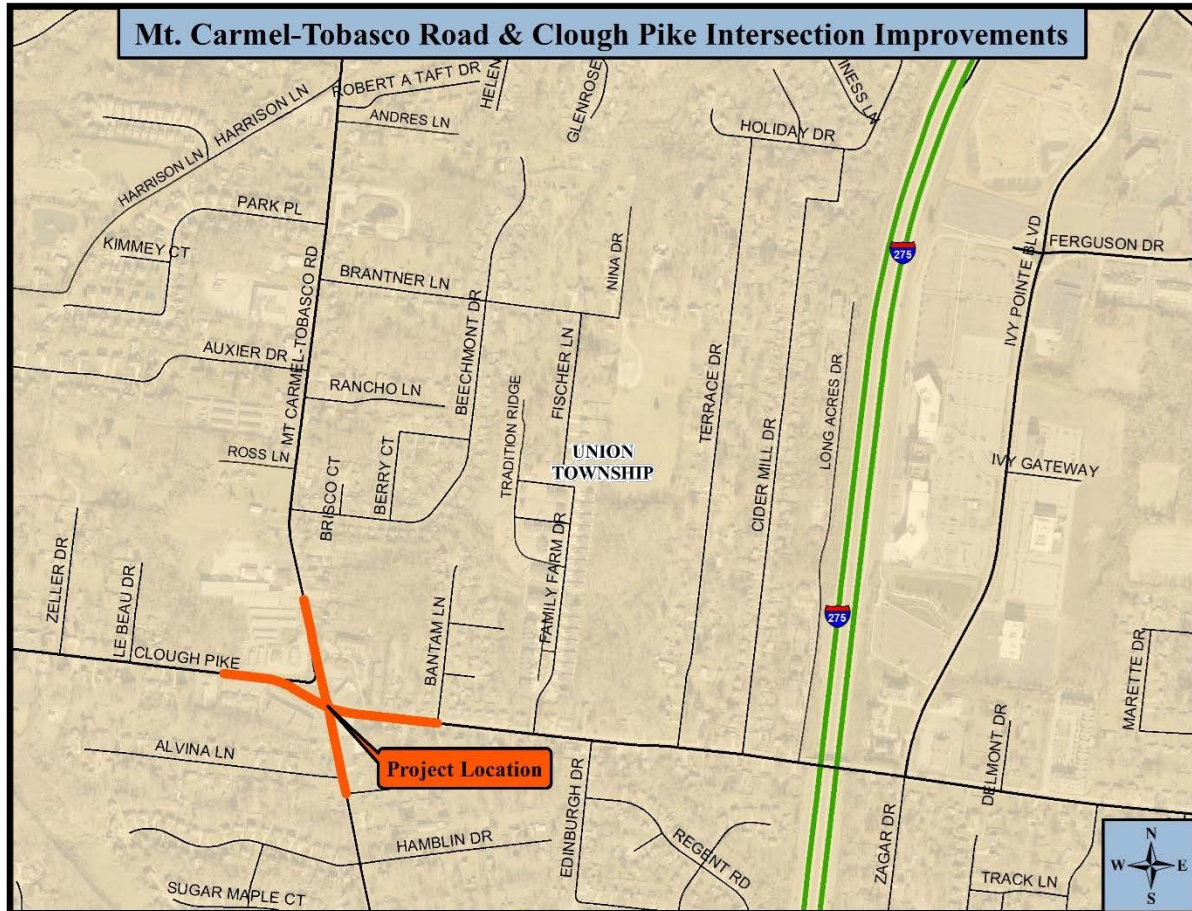 Mt. Carmel-Tobasco Road & Clough Pike Intersection Improvements
ROBERT A TAFT DR
HELEN
GLENROSE
INESS LA
HARRISON LN
ANDRES LN
HOLIDAY DR
HARRISON LN
PARK PL
KIMMEY CT
MT CARMEL-TOBASCO RD
BRANTNER LN
NINA DR
275
IVY POINTE BLVD
FERGUSON DR
AUXIER DR
RANCHO LN
BEECHMONT DR
FISCHER LN
TRADITION RIDGE
TERRACE DR
CIDER MILL DR
LONG ACRES DR
ROSS LN
BRISCO CT
BERRY CT
UNION
TOWNSHIP
IVY GATEWAY
ZELLER DR
LE BEAU DR
CLOUGH PIKE
BANTAM LN
FAMILY FARM DR
275
MARETTE DR
ALVINA LN
Project Location
EDINBURGH DR
DELMONT DR
HAMBLIN DR
REGENT RD
ZAGAR DR
SUGAR MAPLE CT
TRACK LN
N
W E
S